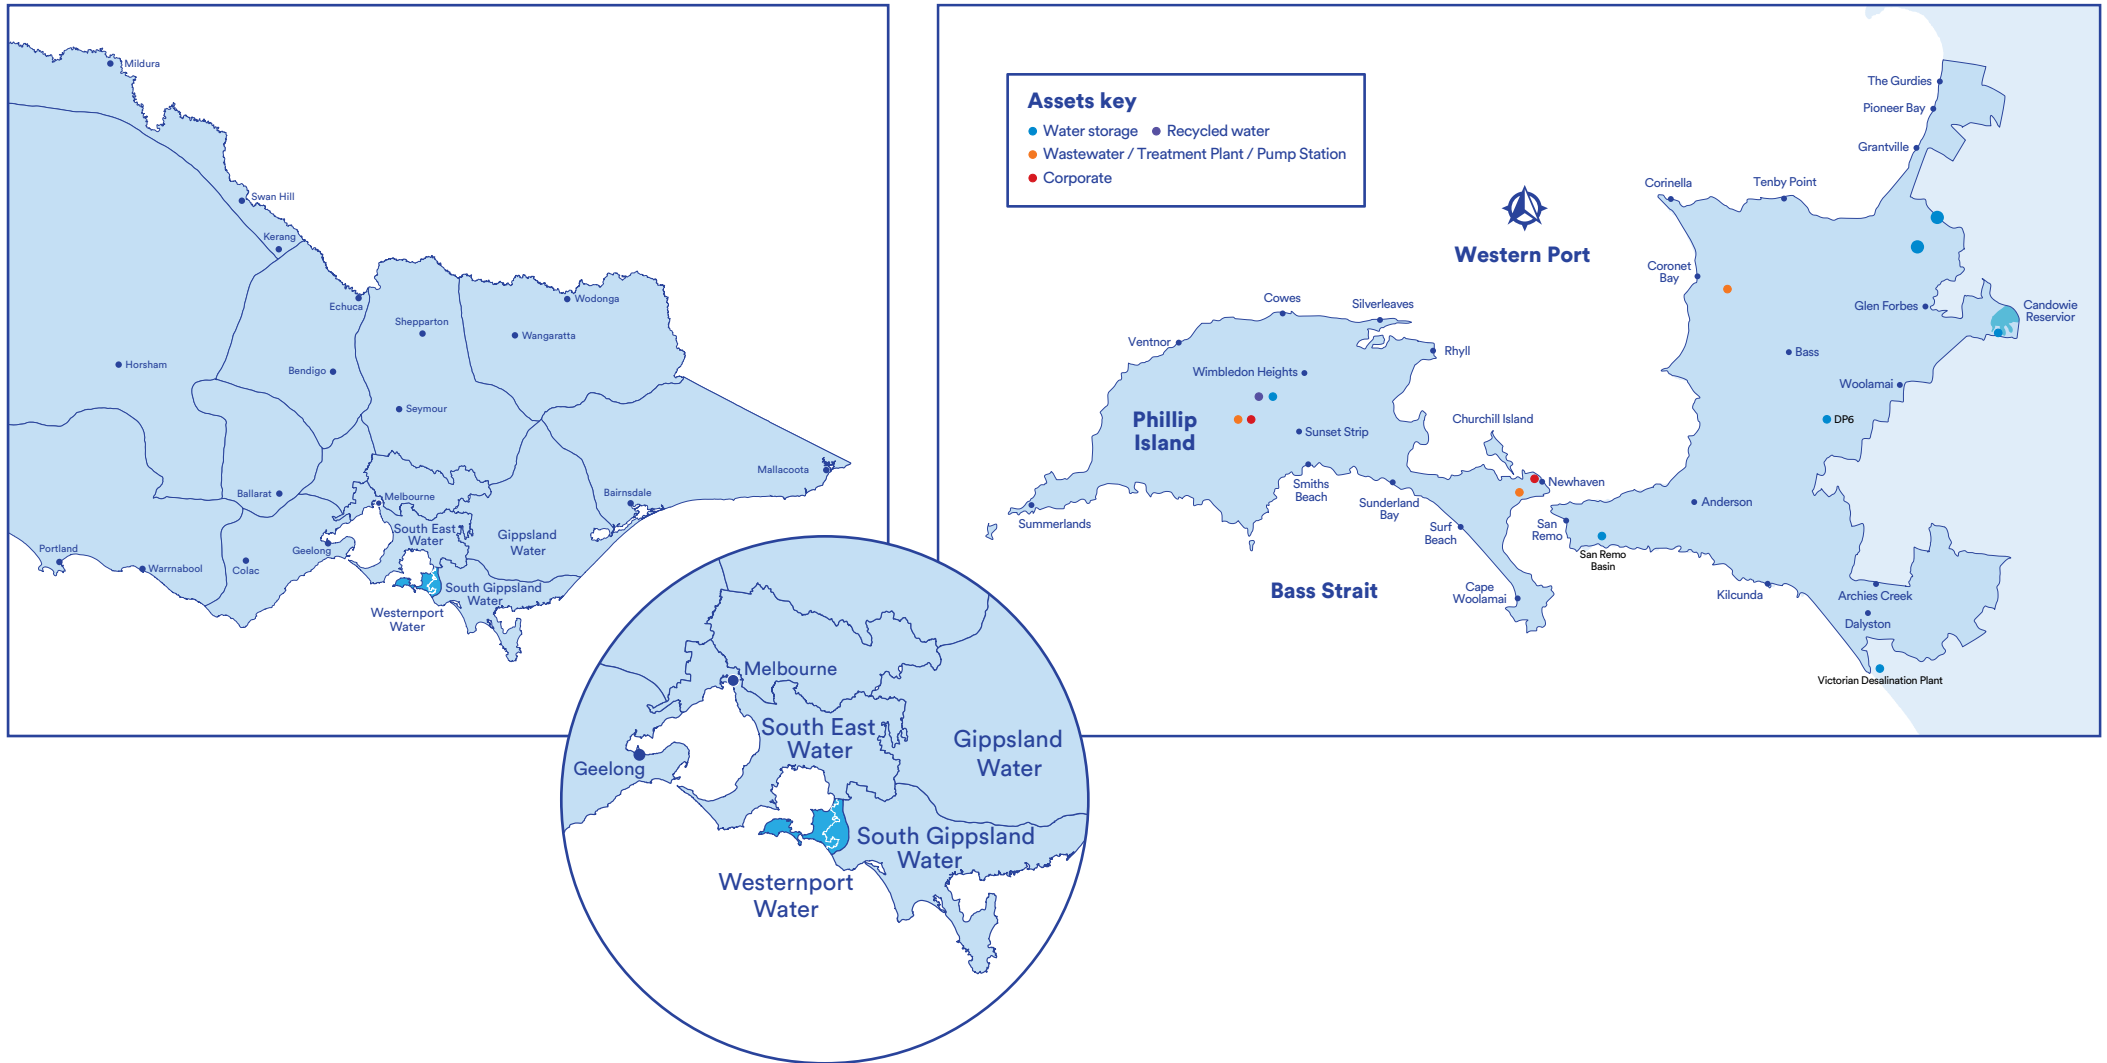 Mildura
Swan Hill
Kerang
Echuca
Wodonga
Shepparton
Wangaratta
Horsham
Bendigo
Seymour
Mallacoota
Ballarat
Melbourne
Bairnsdale
South East
Water
Gippsland
Water
Geelong
Portland
Warrnabool
Colac
South Gippsland
Water
Westernport
Water
Melbourne
South East
Water
Gippsland
Water
Geelong
South Gippsland
Water
Westernport
Water
Assets key
Water storage
Recycled water
Wastewater / Treatment Plant / Pump Station
Corporate
Western Port
The Gurdies
Pioneer Bay
Grantville
Corinella
Tenby Point
Coronet
Bay
Glen Forbes
Candowie
Reservior
Cowes
Silverleaves
Ventnor
Rhyll
Wimbledon Heights
Bass
Woolamai
DP6
Phillip
Island
Sunset Strip
Churchill Island
Smiths
Beach
Newhaven
Sunderland
Bay
Summerlands
Surf
Beach
San
Remo
Anderson
San Remo
Basin
Bass Strait
Cape
Woolamai
Kilcunda
Archies Creek
Dalyston
Victorian Desalination Plant